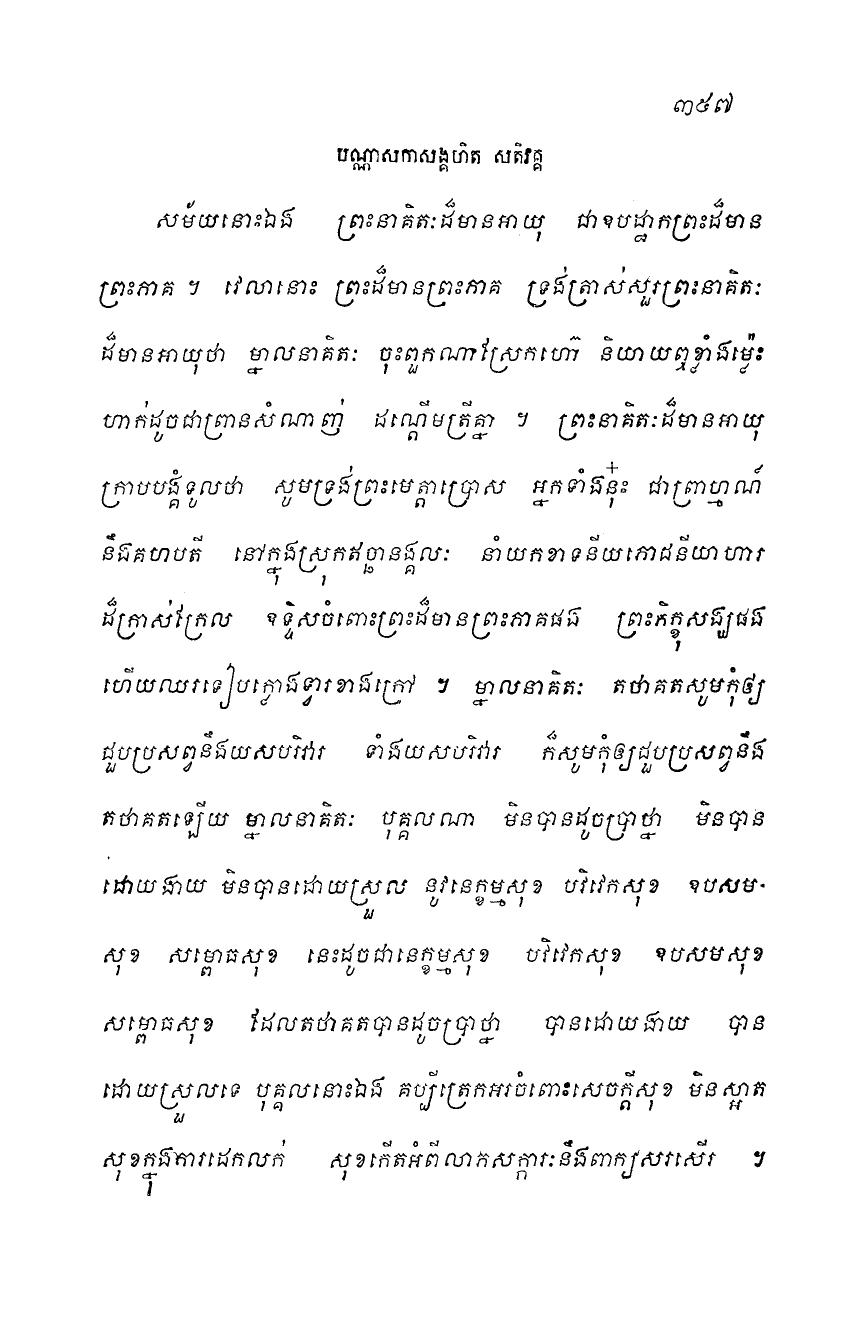 ៣៥៧
បណ្ណាសកាសង្គហិត សតិវគ្គ
សម័យនោះឯង ព្រះនាគិតៈដ៏មានអាយុ ជាឧបដ្ឋាកព្រះដ៏មាន
ព្រះភាគ ។ វេលានោះ ព្រះដ៏មានព្រះភាគ ទ្រង់ត្រាស់សួរព្រះនាគិតៈ
ដ៏មានអាយុថា ម្នាលនាគិតៈ ចុះពួកណាស្រែកហ៊ោ និយាយឮខ្លាំងម្ល៉េះ
ហាក់ដូចជាព្រានសំណាញ់ ដណ្តើមត្រីគ្នា ។ ព្រះនាគិតៈដ៏មានអាយុ
ក្រាបបង្គំទូលថា សូមទ្រង់ព្រះមេត្តាប្រោស អ្នកទាំងនុ៎ះ ជាព្រាហ្មណ៍
នឹងគហបតី នៅក្នុងស្រុកឥច្ឆានង្គលៈ នាំយកខាទនីយភោជនីយាហារ
ដ៏ក្រាស់ក្រែល ឧទ្ទិសចំពោះព្រះដ៏មានព្រះភាគផង ព្រះភិក្ខុសង្ឃផង
ហើយឈរទៀបក្លោងទ្វារខាងក្រៅ ។ ម្នាលនាគិតៈ តថាគតសូមកុំឲ្យ
ជួបប្រសព្វនឹងយសបរិវារ ទាំងយសបរិវារ ក៏សូមកុំឲ្យជួបប្រសព្វនឹង
តថាគតឡើយ ម្នាលនាគិតៈ បុគ្គលណា មិនបានដូចប្រាថ្នា មិនបាន
ដោយងាយ មិនបានដោយស្រួល នូវនេក្ខម្មសុខ បវិវេកសុខ ឧបសម-
សុខ សម្ពោធសុខ នេះដូចជានេក្ខម្មសុខ បវិវេកសុខ ឧបសមសុខ
សម្ពោធសុខ ដែលតថាគតបានដូចប្រាថ្នា បានដោយងាយ បាន
ដោយស្រួលទេ បុគ្គលនោះឯង គប្បីត្រេកអរចំពោះសេចក្តីសុខ មិនស្អាត
សុខក្នុងការដេកលក់ សុខកើតអំពីលាភសក្ការៈនឹងពាក្យសរសើរ ។